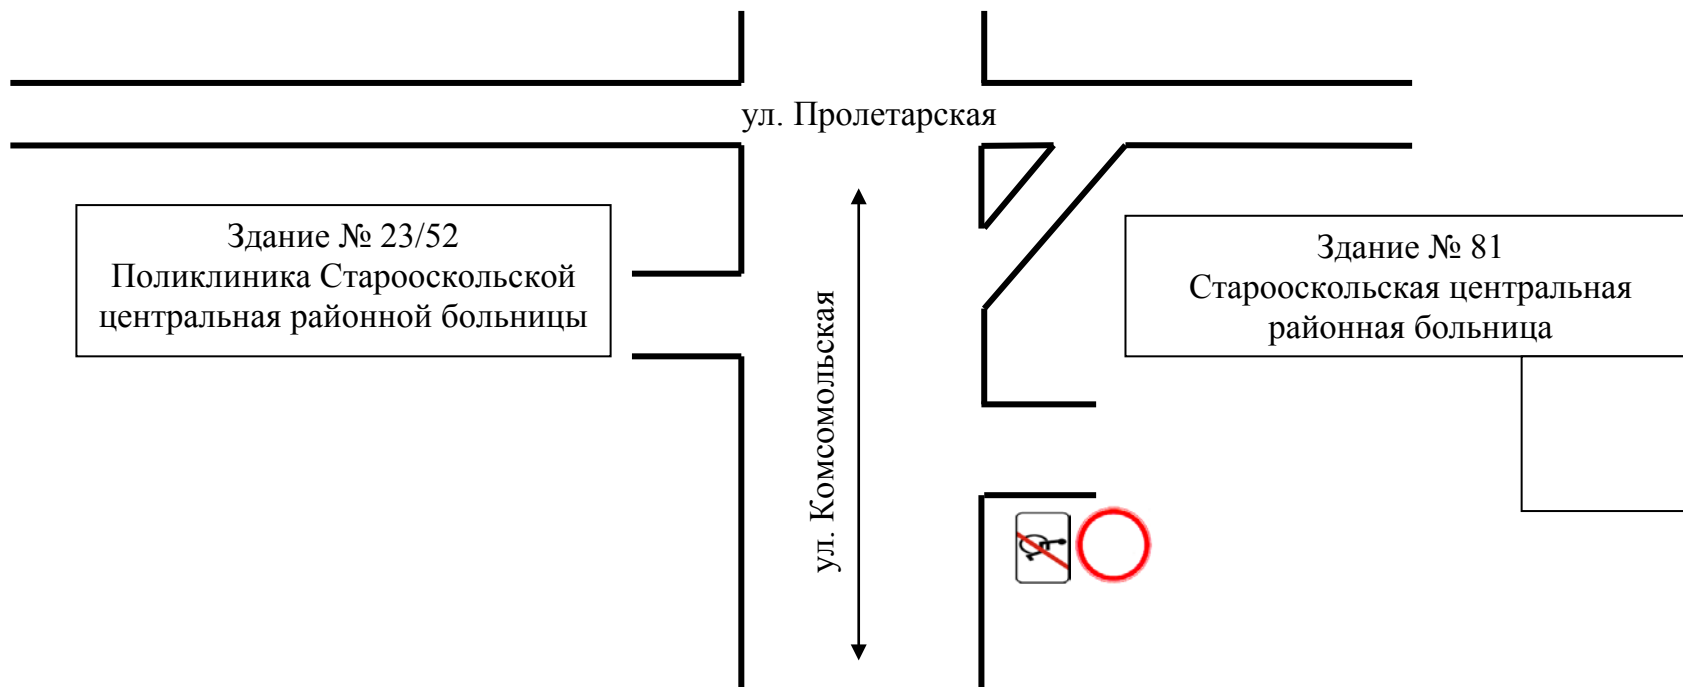 ул. Пролетарская
Здание № 23/52
Поликлиника Старооскольской
центральна районной больницы
Здание № 81
Старооскольская центральная
районная больница
ул. Комсомольская